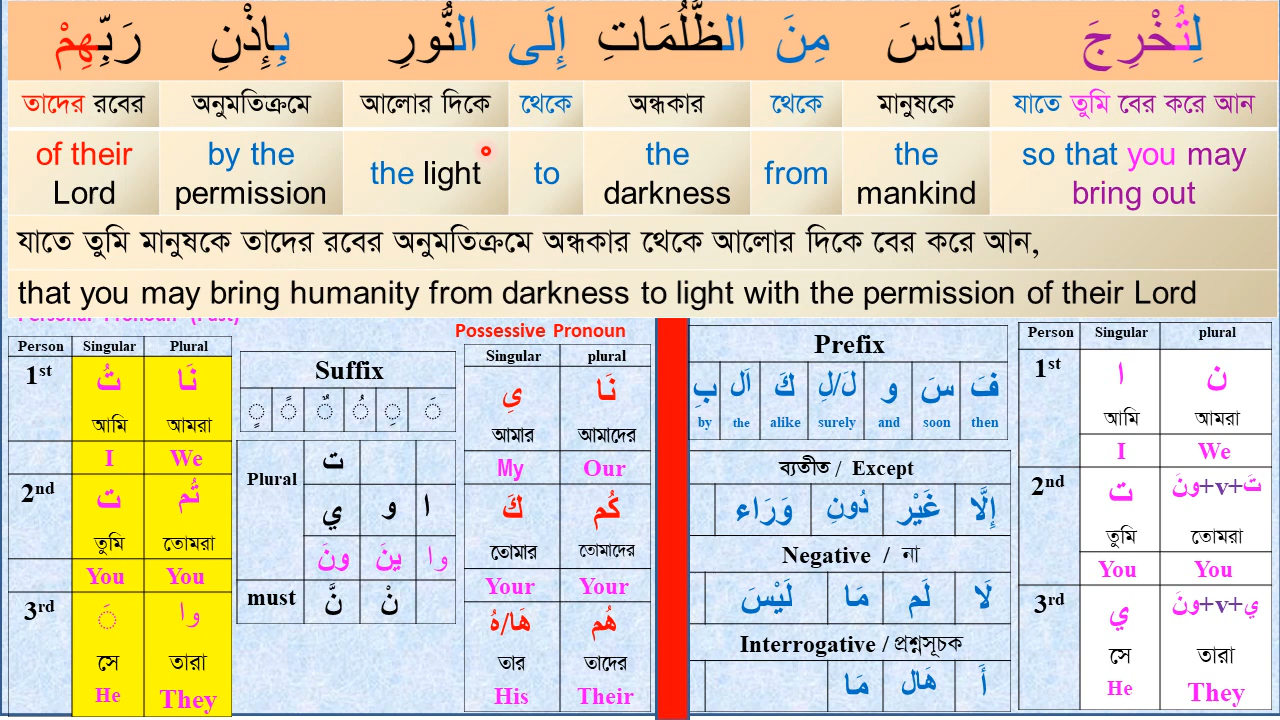 لِتُخْرِجَ النَّاسَ مِنَ الظُّلُمَاتِ إِلَى النُّورِ بِإِذْنِ رَبِّهِمْ
তাদের রবের অনুমতিক্রমে আলোর দিকে থেকে অন্ধকার থেকে মানুষকে যাতে তুমি বের করে আন
of their Lord by the permission the light to the darkness from the mankind so that you may bring out
যাতে তুমি মানুষকে তাদের রবের অনুমতিক্রমে অন্ধকার থেকে আলোর দিকে বের করে আন,
that you may bring humanity from darkness to light with the permission of their Lord
Personal Pronoun (Past)
Person Singular Plural
1st تُ نَا
আমি আমরা
I We
2nd ت تُم
তুমি তোমরা
You You
3rd َ وا
সে তারা
He They
Suffix
ٍ ً ٌ ُ ِ َ
Plural ت
ي و ا
ونَ ينَ وا
must نَّ نْ
Possessive Pronoun
Singular plural
يِ نَا
আমার আমাদের
My Our
كَ كُم
তোমার তোমাদের
Your Your
هَا/هُ هُم
তার তাদের
His Their
Prefix
بِ اَل كَ لَ/لِ و سَ فَ
by the alike surely and soon then
ব্যতীত / Except
وَرَاء دُونِ غَيْر إِلَّا
Negative / না
لَيْسَ مَا لَم لَا
Interrogative / প্রশ্নসূচক
مَا هَال أَ
Person Singular plural
1st ا ن
আমি আমরা
I We
2nd ت تَ+v+ونَ
তুমি তোমরা
You You
3rd ي ي+v+ونَ
সে তারা
He They